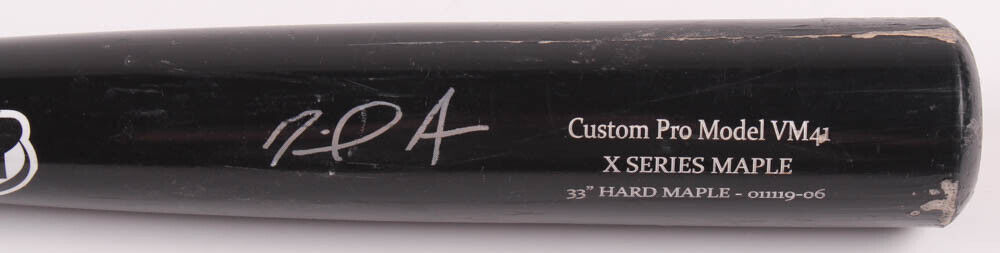 Custom Pro Model VM41
X SERIES MAPLE
33" HARD MAPLE - 011119-06